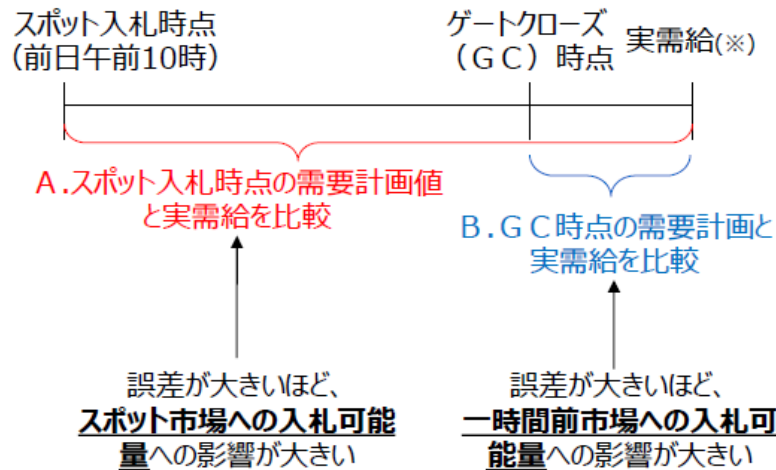 スポット入札時点
（前日午前10時）
ゲートクローズ
（ＧＣ）時点
実需給(※)
Ａ.スポット入札時点の需要計画値
と実需給を比較
Ｂ.ＧＣ時点の需要計画と
実需給を比較
誤差が大きいほど、
スポット市場への入札可能
量への影響が大きい
誤差が大きいほど、
一時間前市場への入札可
能量への影響が大きい